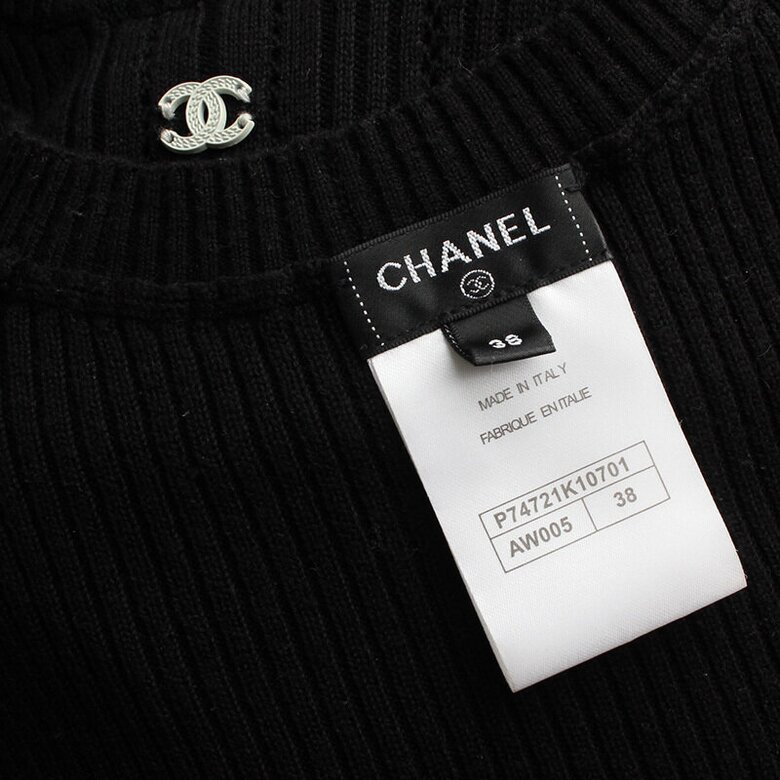 CHANEL
38
MADE IN ITALY
FABRIQUE EN ITALIE
P74721K10701
AW005 38